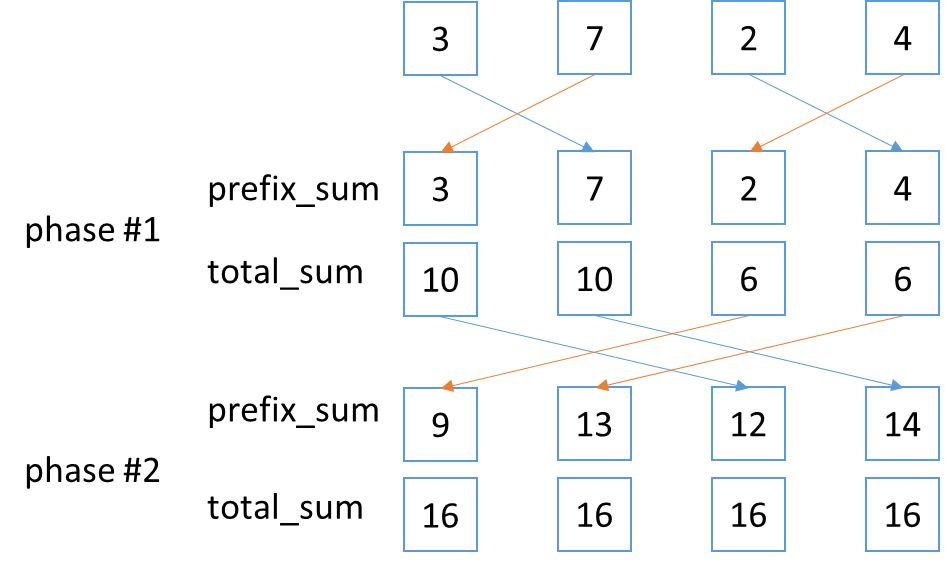 3 7 2 4
prefix_sum 3 7 2 4
phase #1
total_sum 10 10 6 6
prefix_sum 9 13 12 14
phase #2
total_sum 16 16 16 16